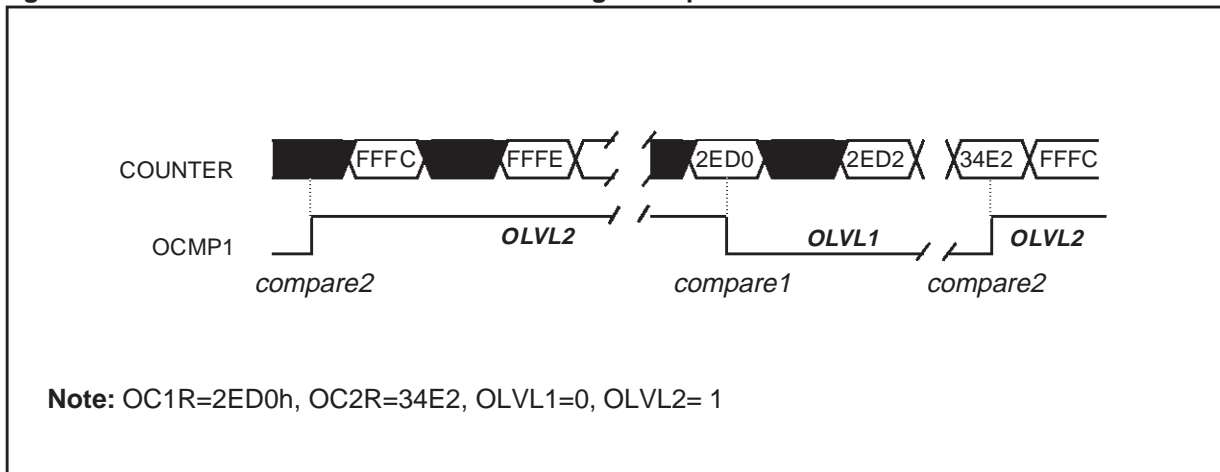 COUNTER FFFC FFFE 2ED0 2ED2 34E2 FFFC
OCMP1 OLVL2 OLVL1 OLVL2
compare2 compare1 compare2
Note: OC1R=2ED0h, OC2R=34E2, OLVL1=0, OLVL2= 1